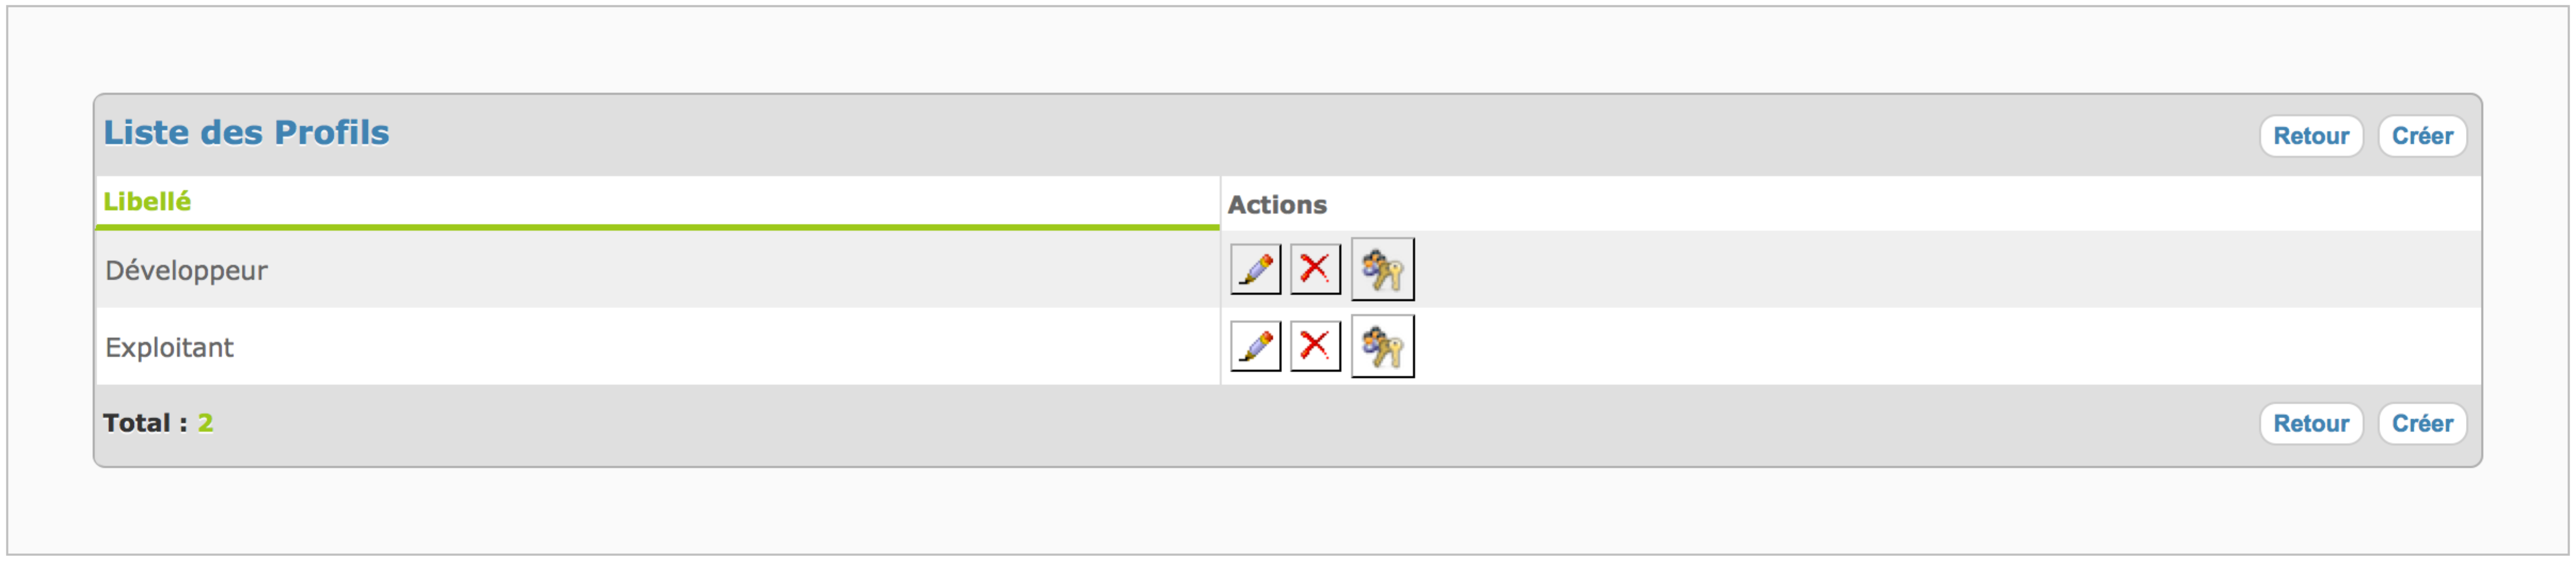 Liste des Profils Retour Créer
Libellé Actions
Développeur
Exploitant
Total : 2 Retour Créer